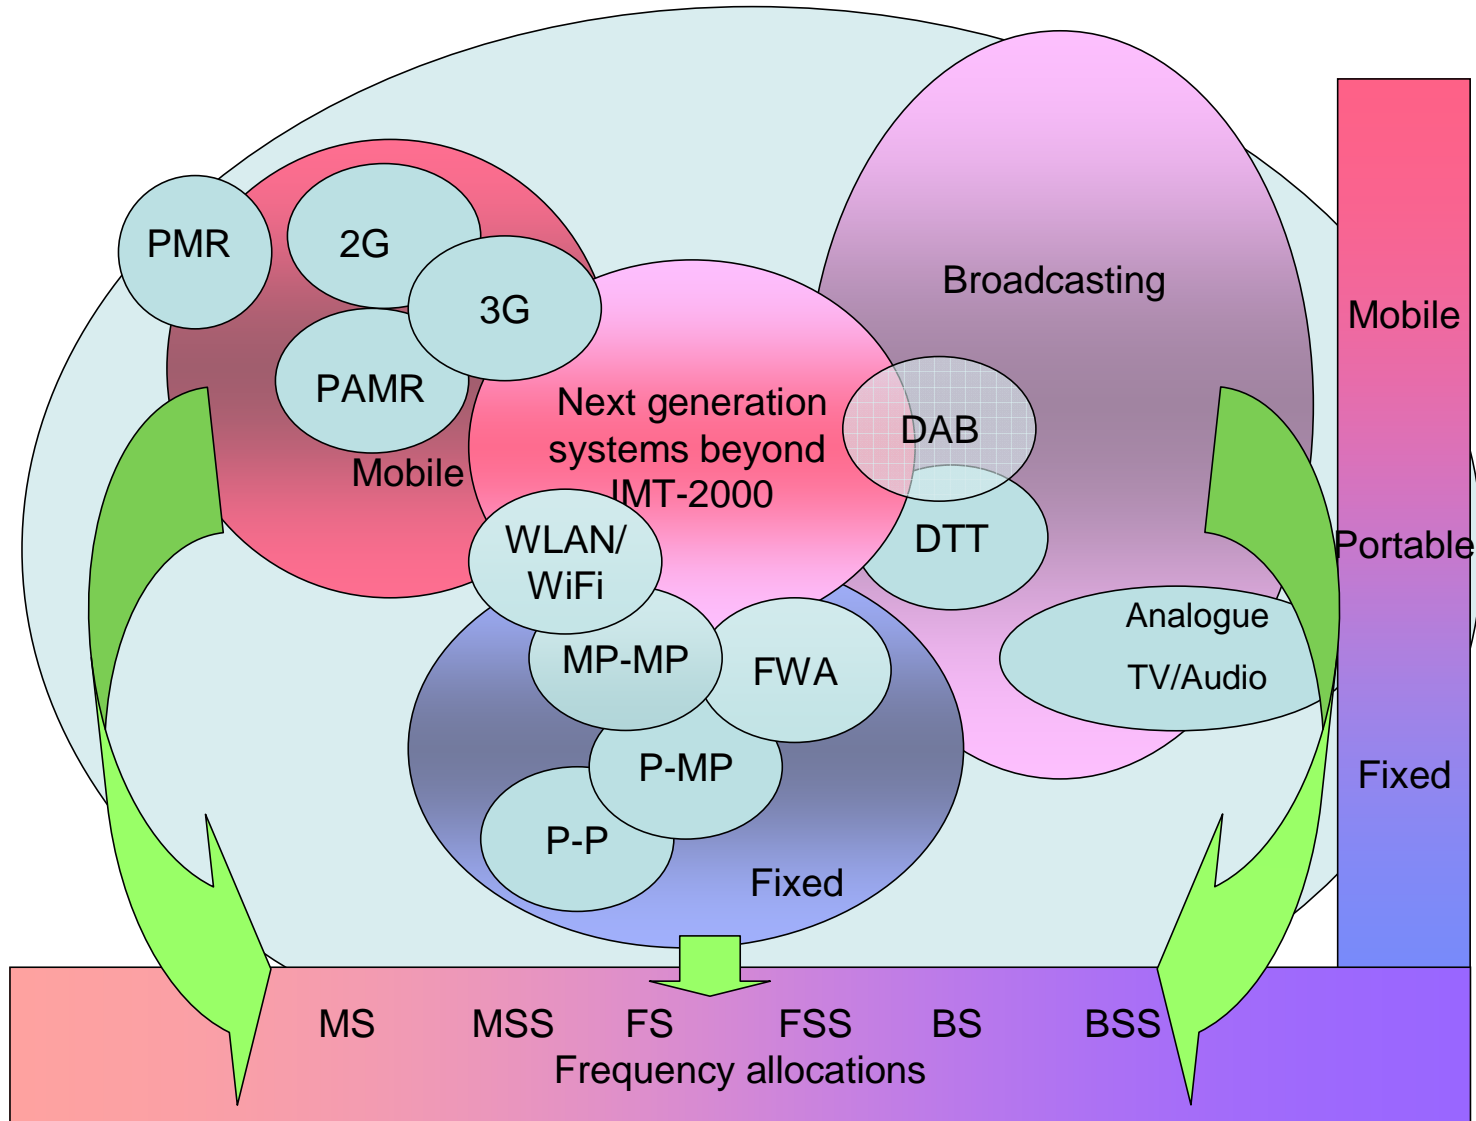 PMR
2G
3G
PAMR
Mobile
Next generation
systems beyond
IMT-2000
Broadcasting
DAB
DTT
Analogue
TV/Audio
WLAN/
WiFi
MP-MP
FWA
P-MP
P-P
Fixed
Mobile
Portable
Fixed
MS MSS FS FSS BS BSS
Frequency allocations